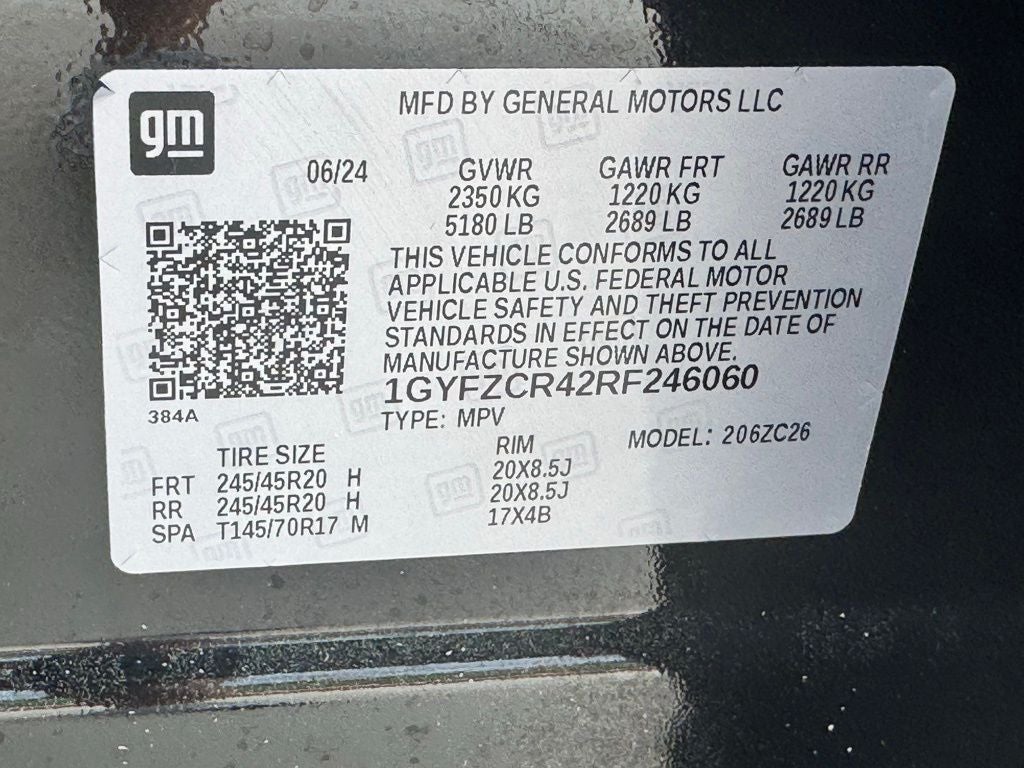 gm
MFD BY GENERAL MOTORS LLC
06/24 GVWR GAWR FRT GAWR RR
2350 KG 1220 KG 1220 KG
5180 LB 2689 LB 2689 LB
THIS VEHICLE CONFORMS TO ALL
APPLICABLE U.S. FEDERAL MOTOR
VEHICLE SAFETY AND THEFT PREVENTION
STANDARDS IN EFFECT ON THE DATE OF
MANUFACTURE SHOWN ABOVE.
1GYFZCR42RF246060
384A
TYPE: MPV MODEL: 206ZC26
TIRE SIZE RIM
FRT 245/45R20 H 20X8.5J
RR 245/45R20 H 20X8.5J
SPA T145/70R17 M 17X4B